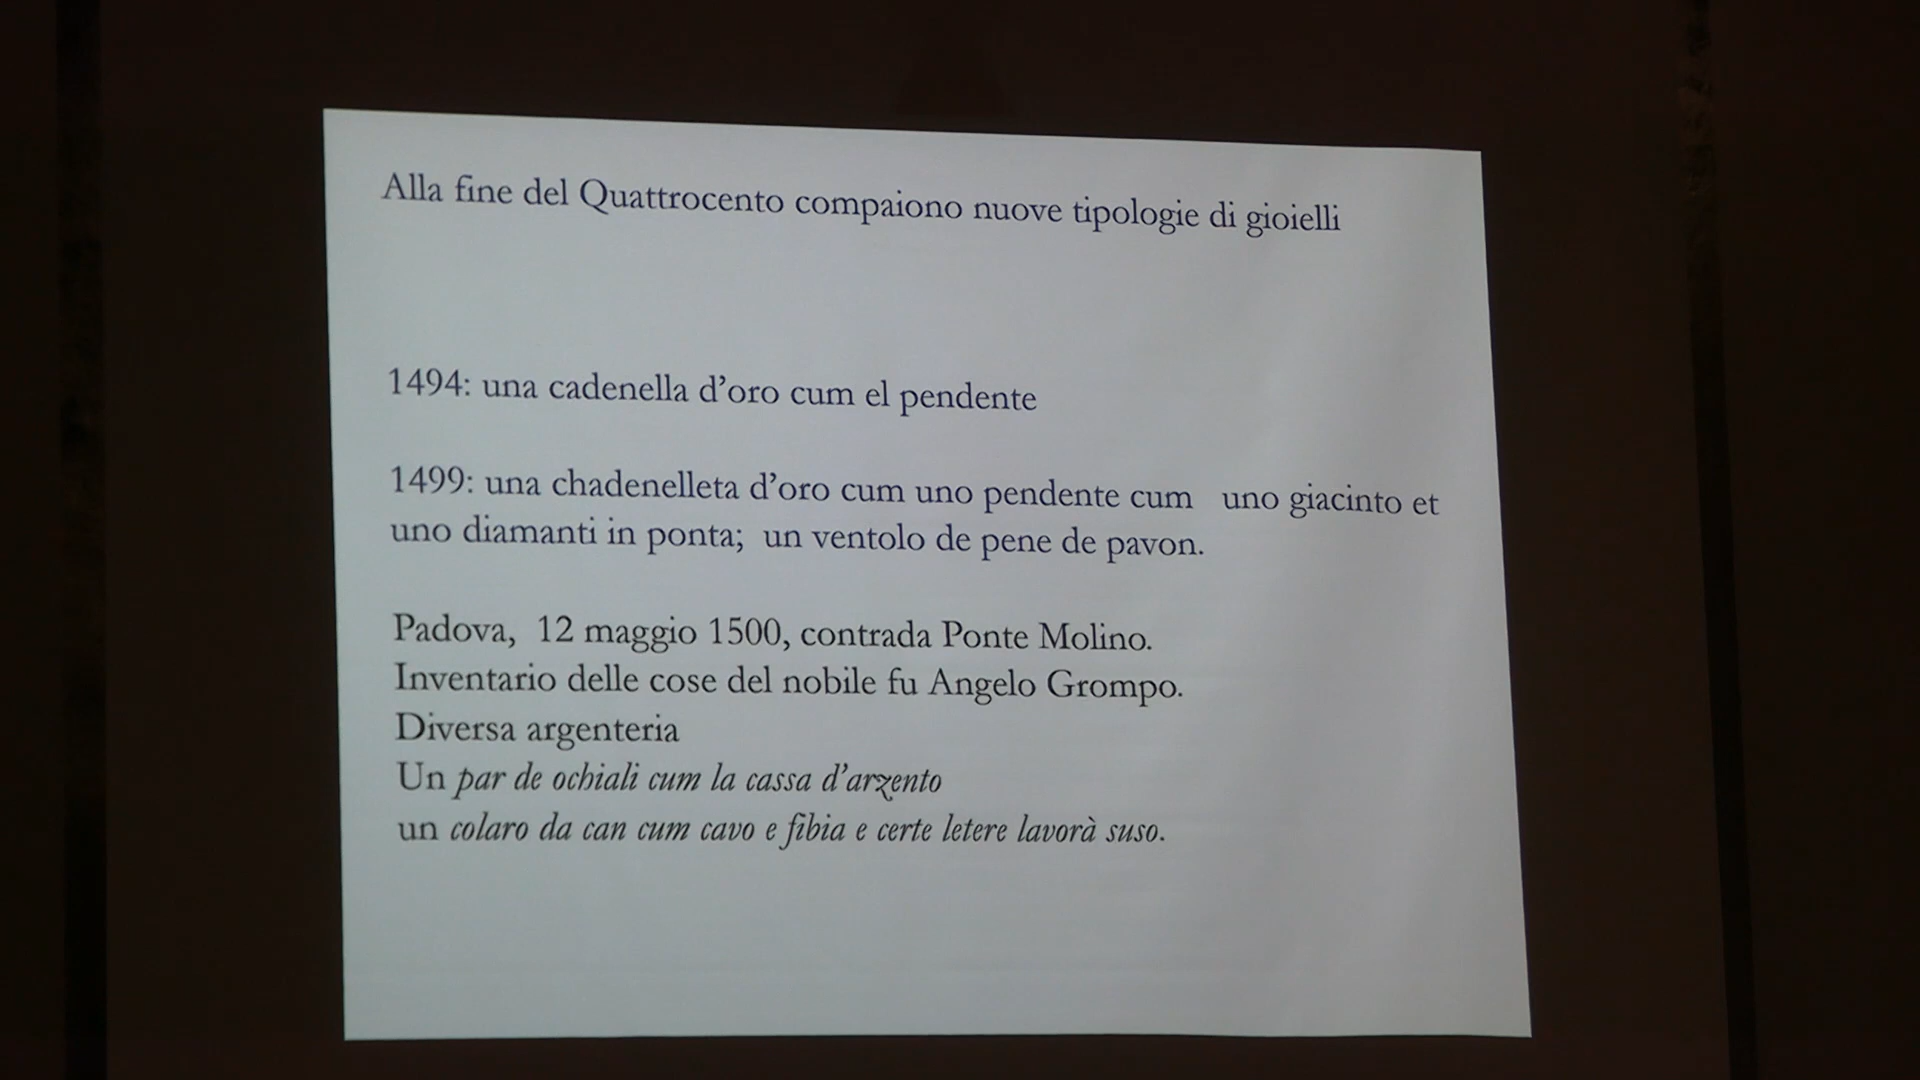 Alla fine del Quattrocento compaiono nuove tipologie di gioielli
1494: una cadenella d’oro cum el pendente
1499: una chadenelleta d’oro cum uno pendente cum uno giacinto et
uno diamanti in ponta; un ventolo de pene de pavon.
Padova, 12 maggio 1500, contrada Ponte Molino.
Inventario delle cose del nobile fu Angelo Grompo.
Diversa argenteria
Un par de ochiali cum la cassa d’arzento
un colaro da can cum cavo e fibia e certe letere lavorà suso.